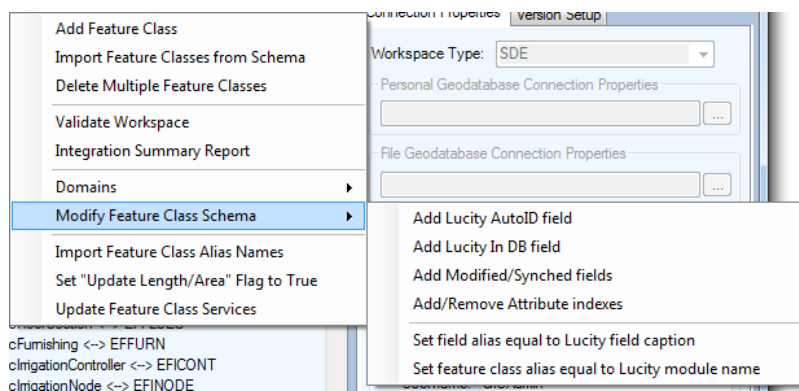 Connection Properties
Version Setup
Add Feature Class
Import Feature Classes from Schema
Delete Multiple Feature Classes
Validate Workspace
Integration Summary Report
Domains
Modify Feature Class Schema
Import Feature Class Alias Names
Set "Update Length/Area" Flag to True
Update Feature Class Services
Workspace Type: SDE
Personal Geodatabase Connection Properties
...
File Geodatabase Connection Properties
...
Add Lucity AutoID field
Add Lucity In DB field
Add Modified/Synched fields
Add/Remove Attribute indexes
Set field alias equal to Lucity field caption
Set feature class alias equal to Lucity module name
cFurnishing <--> EFFURN
cIrrigationController <--> EFICONT
cIrrigationNode <--> EFINODE